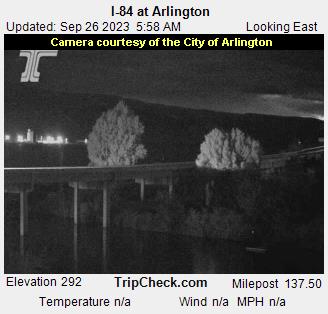 I-84 at Arlington
Updated: Sep 26 2023 5:58 AM Looking East
Camera courtesy of the City of Arlington
Elevation 292 TripCheck.com Milepost 137.50
Temperature n/a Wind n/a MPH n/a